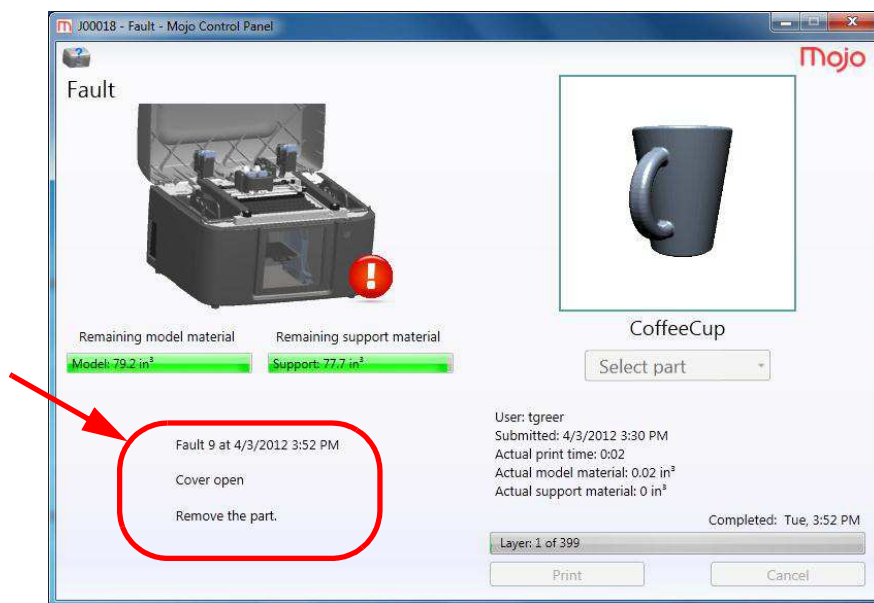 J00018 - Fault - Mojo Control Panel
mojo
Fault
CoffeeCup
Select part
Remaining model material
Remaining support material
Model: 79.2 in³
Support: 77.7 in³
Fault 9 at 4/3/2012 3:52 PM
Cover open
Remove the part.
User: tgreer
Submitted: 4/3/2012 3:30 PM
Actual print time: 0:02
Actual model material: 0.02 in³
Actual support material: 0 in³
Completed: Tue, 3:52 PM
Layer: 1 of 399
Print
Cancel